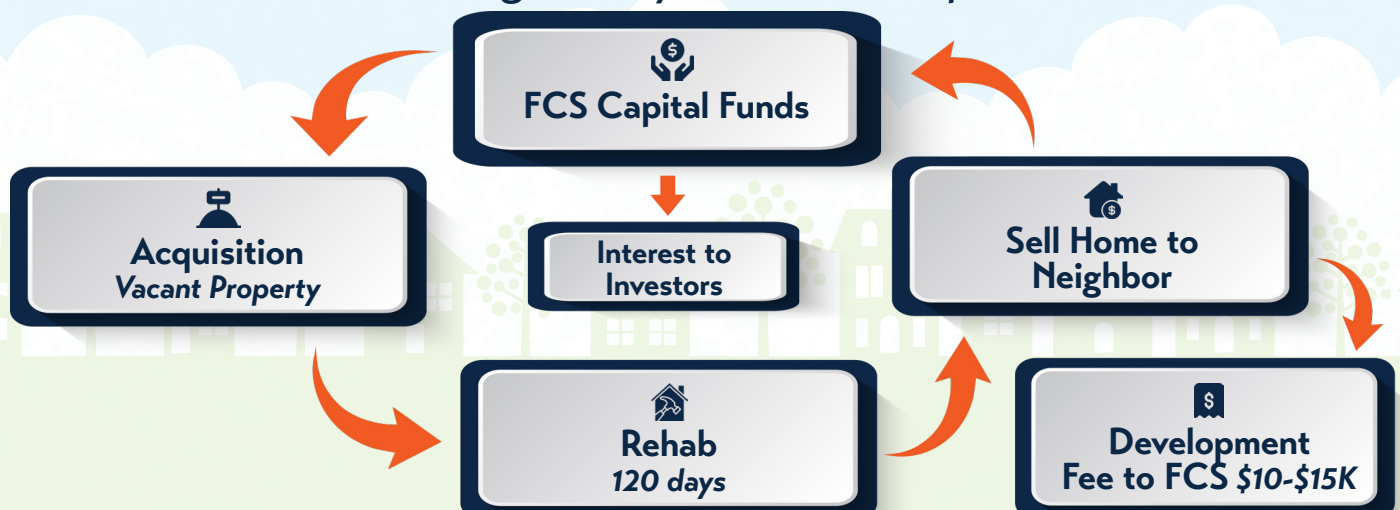 FCS Capital Funds
Acquisition
Vacant Property
Interest to
Investors
Sell Home to
Neighbor
Rehab
120 days
Development
Fee to FCS $10-$15K